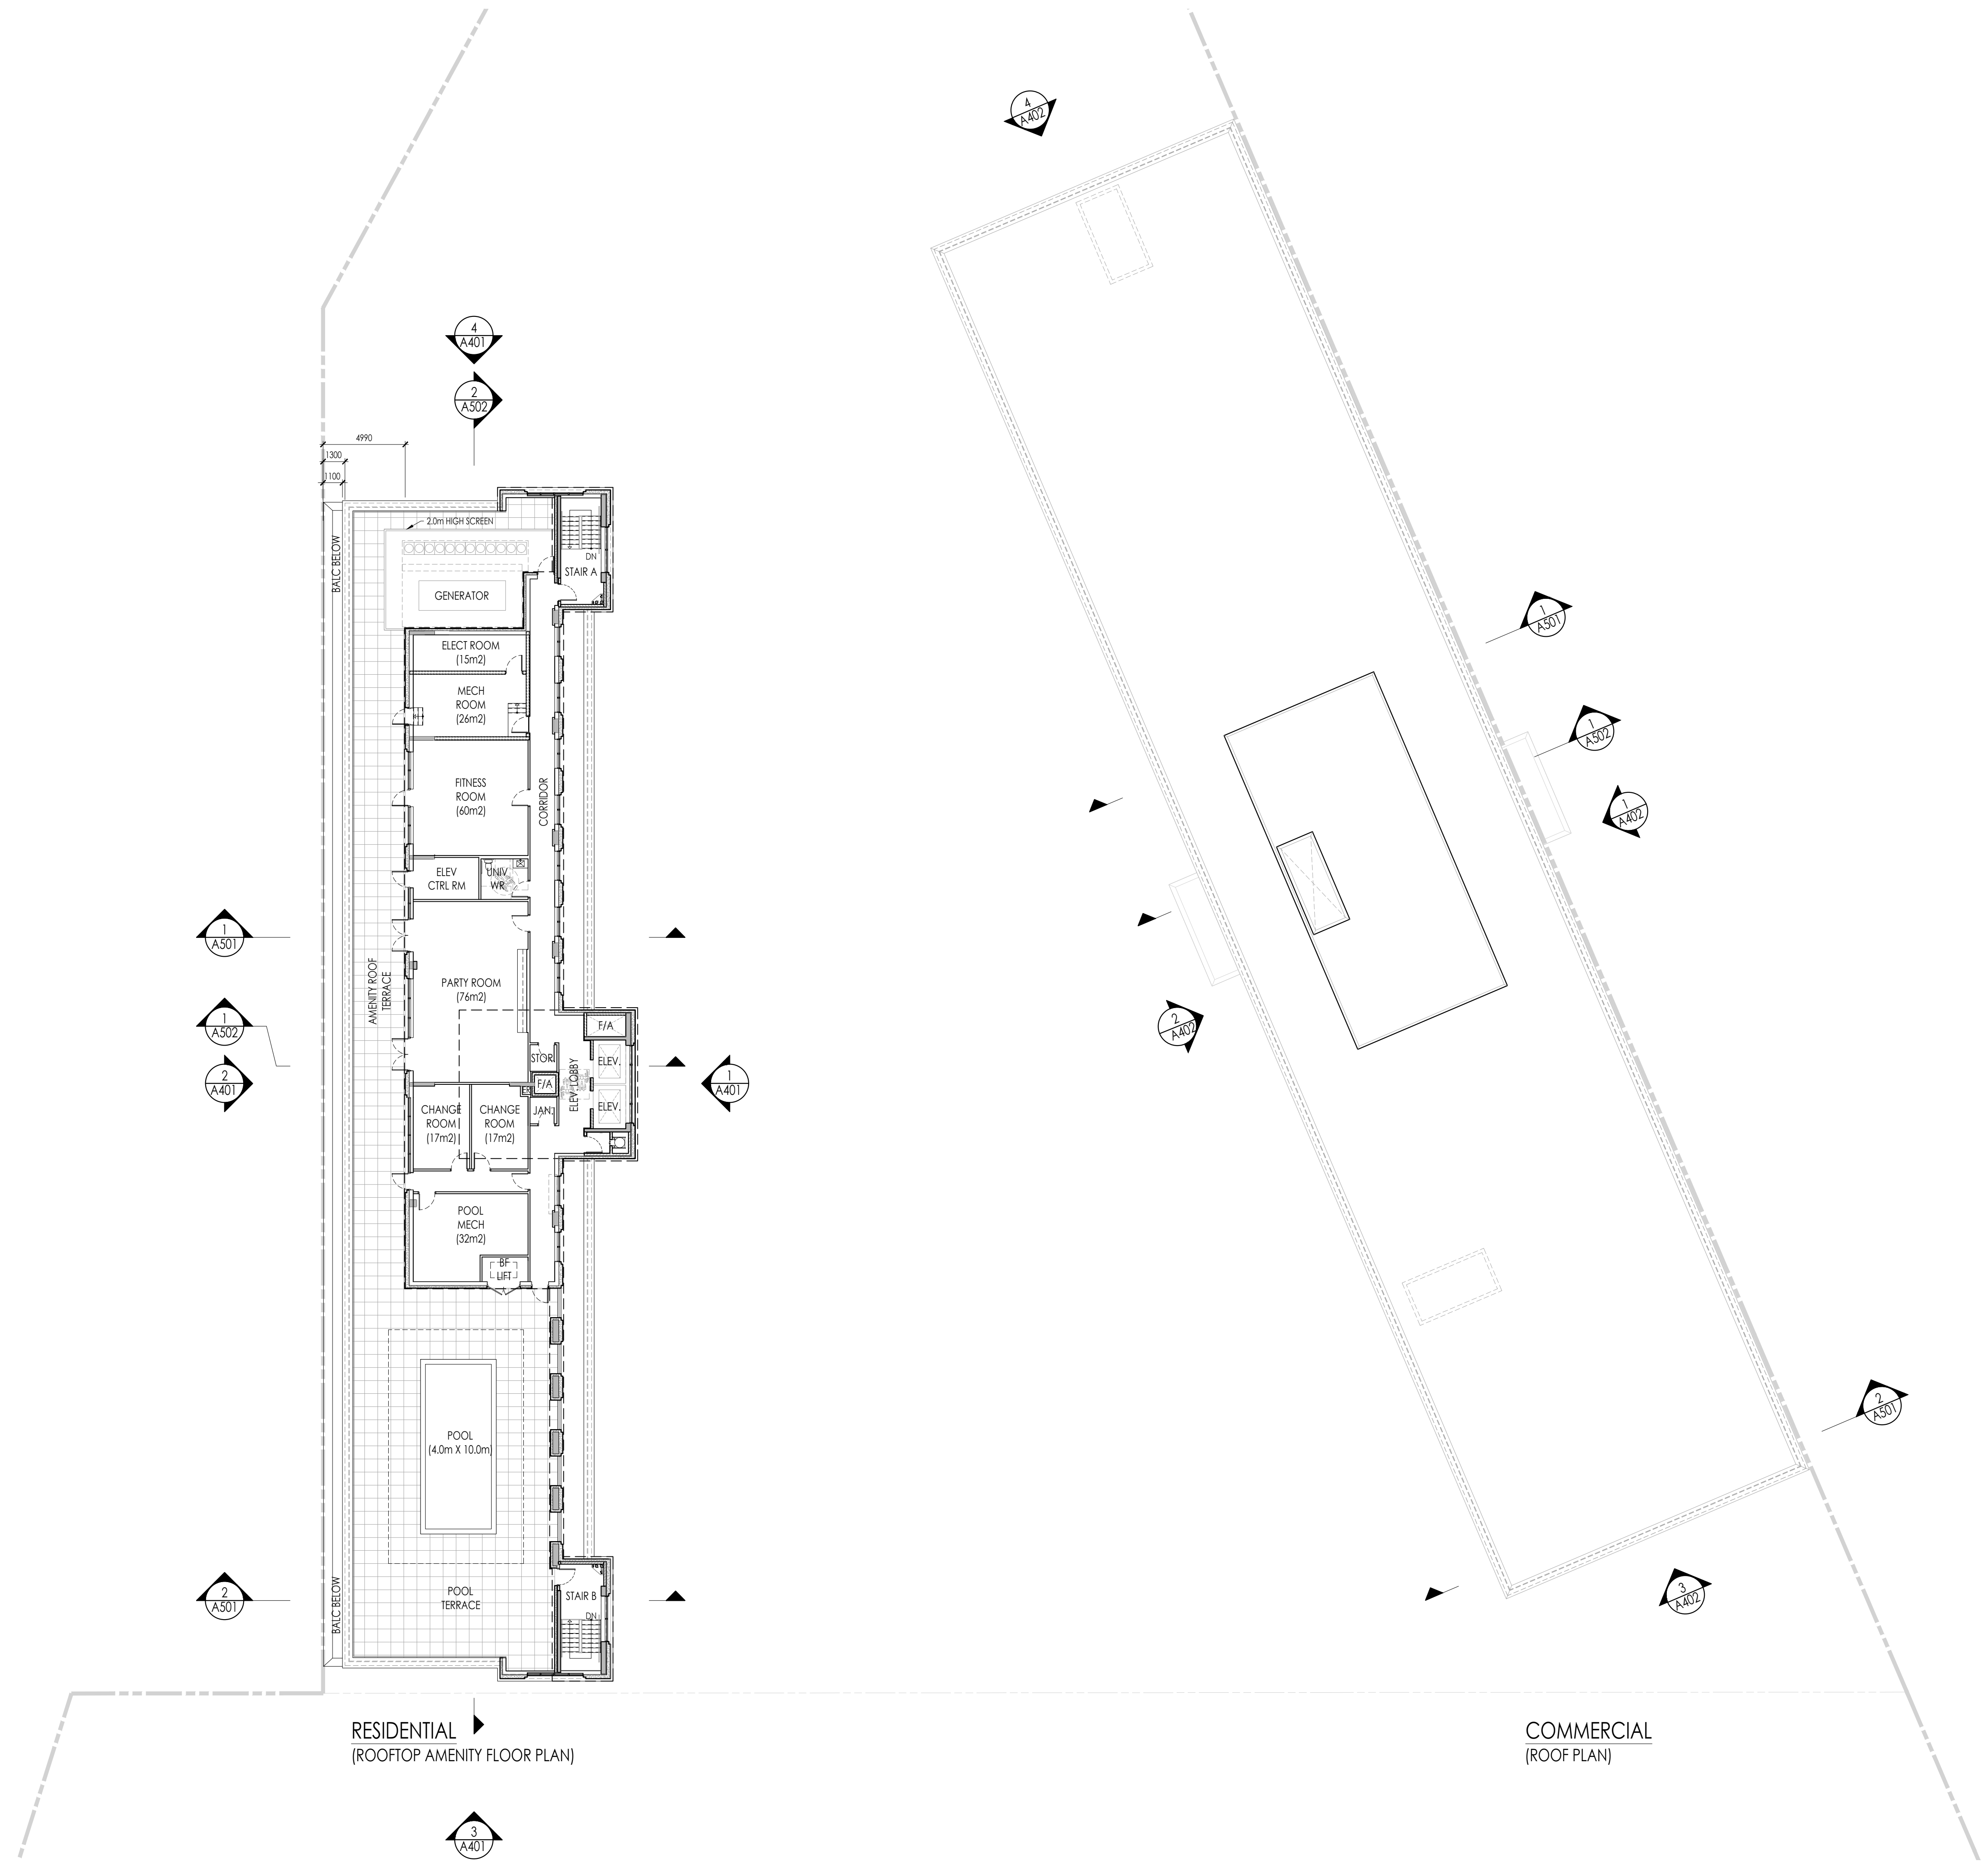 4
A402
4
A401
2
A502
4990
1300
1100
2.0m HIGH SCREEN
BALC BELOW
DN
STAIR A
GENERATOR
1
A501
ELECT ROOM
(15m2)
MECH
ROOM
(26m2)
1
A502
FITNESS
ROOM
(60m2)
CORRIDOR
1
A402
ELEV
CTRL RM
UNIV
WR
1
A501
AMENITY ROOF
TERRACE
PARTY ROOM
(76m2)
1
A502
F/A
2
A402
STOR
ELEV.
ELEV LOBBY
2
A401
F/A
1
A401
CHANGE
ROOM
(17m2)
CHANGE
ROOM
(17m2)
JAN.
ELEV.
POOL
MECH
(32m2)
BF
LIFT
2
A501
POOL
(4.0m X 10.0m)
2
A501
BALC BELOW
POOL
TERRACE
STAIR B
DN
3
A402
RESIDENTIAL
(ROOFTOP AMENITY FLOOR PLAN)
COMMERCIAL
(ROOF PLAN)
3
A401